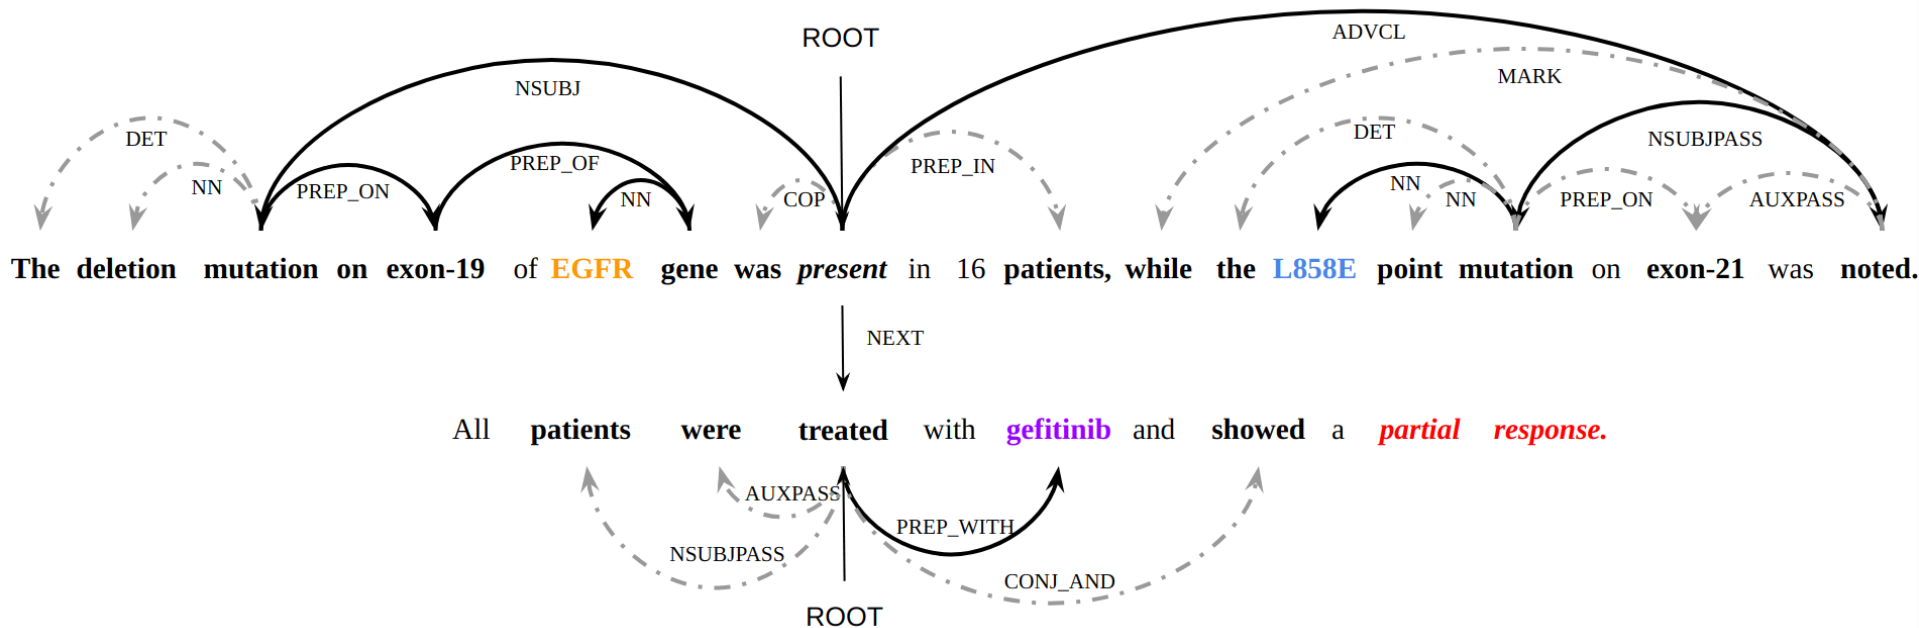 ROOT
ADVCL
MARK
NSUBJ
DET
DET
NSUBJPASS
PREP_OF
PREP_IN
NN
PREP_ON
NN
COP
NN
NN
PREP_ON
AUXPASS
The deletion mutation on exon-19 of EGFR gene was present in 16 patients, while the L858E point mutation on exon-21 was noted.
NEXT
All patients were treated with gefitinib and showed a partial response.
AUXPASS
PREP_WITH
NSUBJPASS
CONJ_AND
ROOT